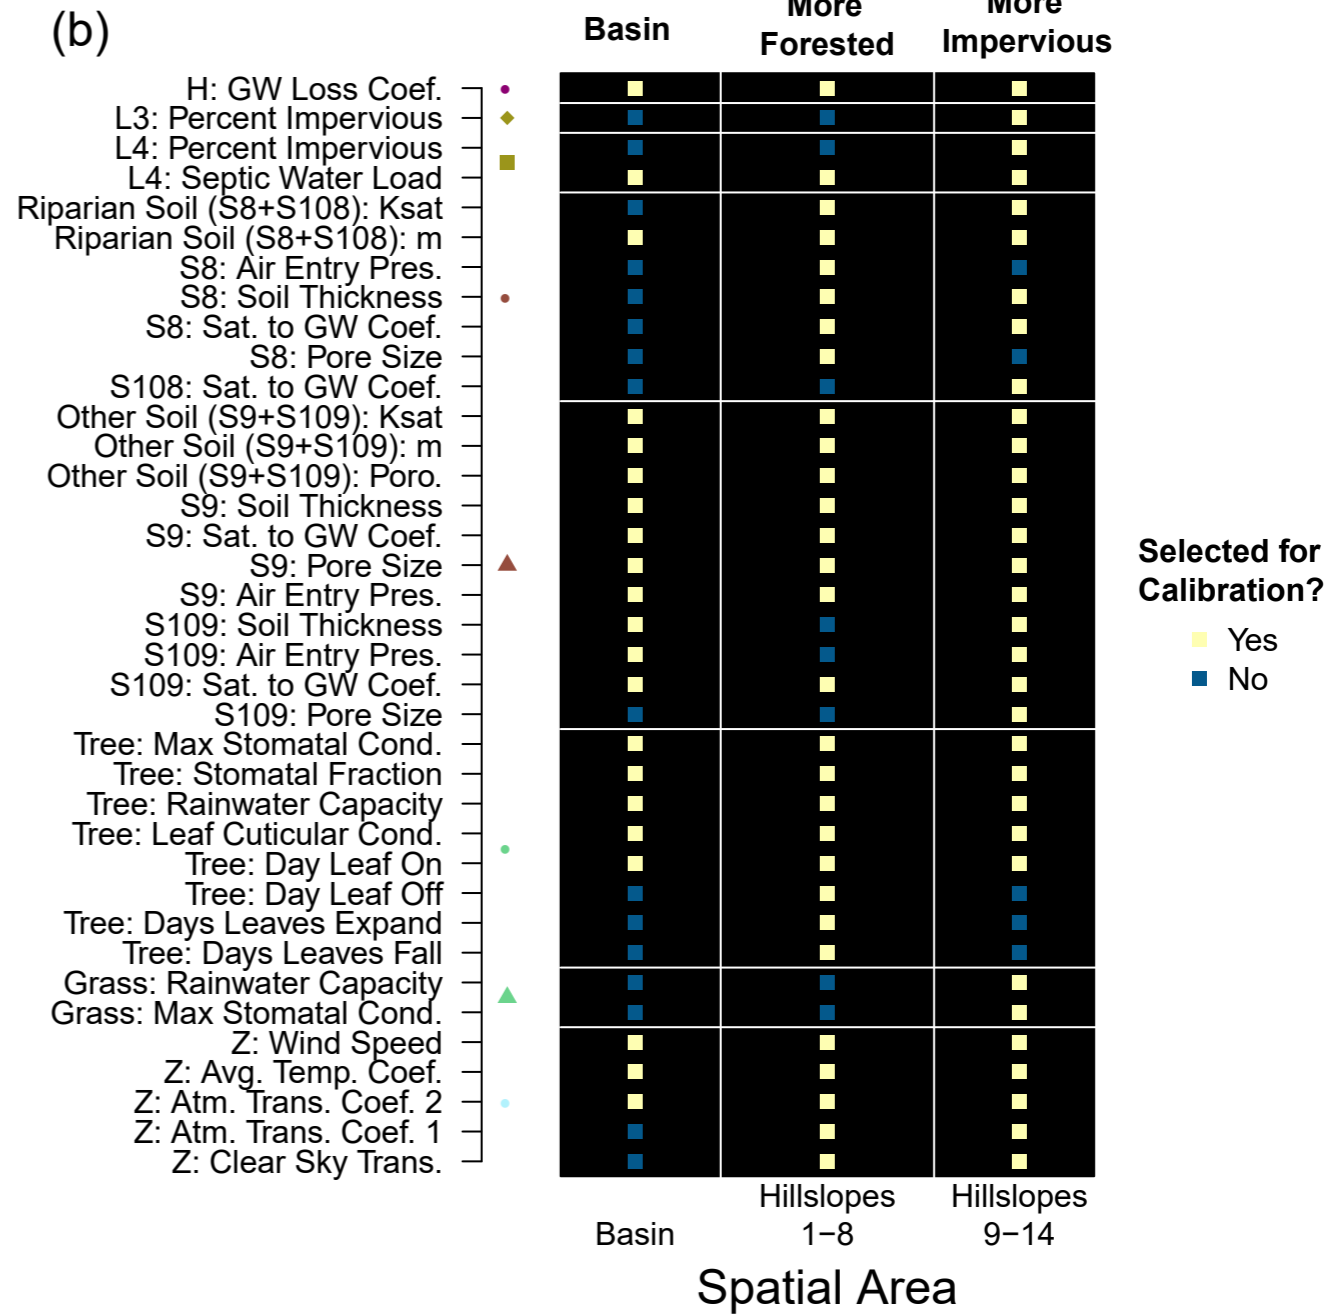 (b)
Basin
More
Forested
More
Impervious
H: GW Loss Coef.
L3: Percent Impervious
L4: Percent Impervious
L4: Septic Water Load
Riparian Soil (S8+S108): Ksat
Riparian Soil (S8+S108): m
S8: Air Entry Pres.
S8: Soil Thickness
S8: Sat. to GW Coef.
S8: Pore Size
S108: Sat. to GW Coef.
Other Soil (S9+S109): Ksat
Other Soil (S9+S109): m
Other Soil (S9+S109): Poro.
S9: Soil Thickness
S9: Sat. to GW Coef.
S9: Pore Size
S9: Air Entry Pres.
S109: Soil Thickness
S109: Air Entry Pres.
S109: Sat. to GW Coef.
S109: Pore Size
Tree: Max Stomatal Cond.
Tree: Stomatal Fraction
Tree: Rainwater Capacity
Tree: Leaf Cuticular Cond.
Tree: Day Leaf On
Tree: Day Leaf Off
Tree: Days Leaves Expand
Tree: Days Leaves Fall
Grass: Rainwater Capacity
Grass: Max Stomatal Cond.
Z: Wind Speed
Z: Avg. Temp. Coef.
Z: Atm. Trans. Coef. 2
Z: Atm. Trans. Coef. 1
Z: Clear Sky Trans.
Selected for
Calibration?
Yes
No
Basin
Hillslopes
1−8
Hillslopes
9−14
Spatial Area